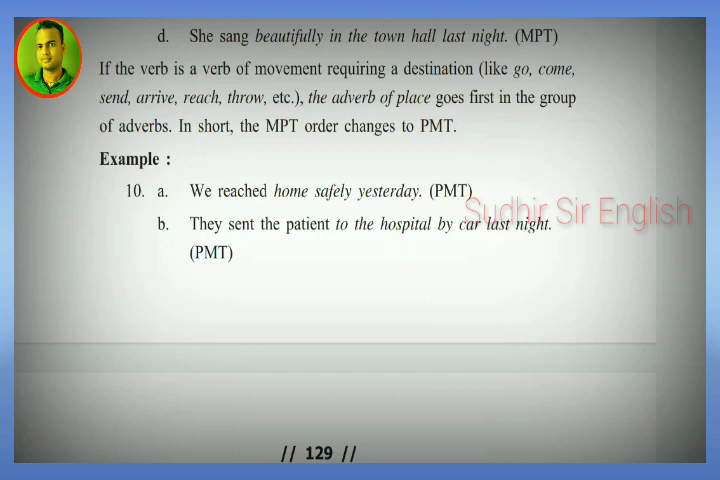 d. She sang beautifully in the town hall last night. (MPT)
If the verb is a verb of movement requiring a destination (like go, come,
send, arrive, reach, throw, etc.), the adverb of place goes first in the group
of adverbs. In short, the MPT order changes to PMT.
Example :
10. a. We reached home safely yesterday. (PMT)
Sudhir Sir English
b. They sent the patient to the hospital by car last night.
(PMT)
// 129 //